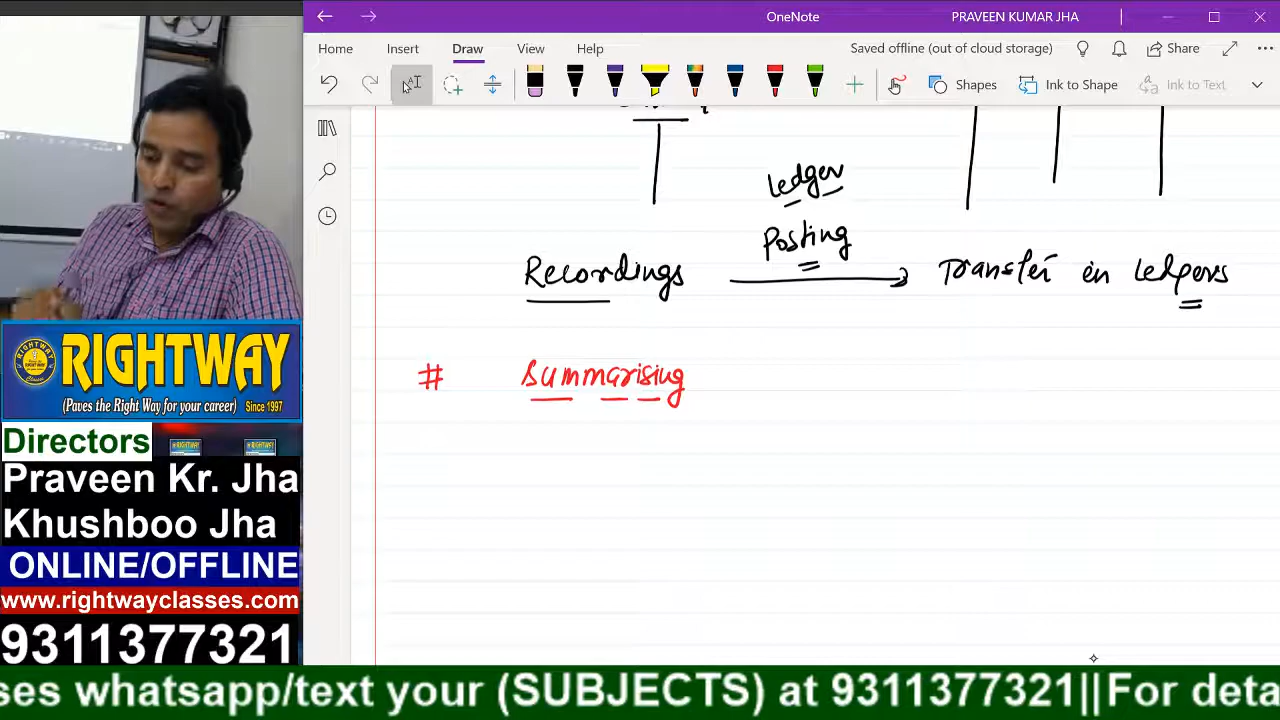 OneNote
PRAVEEN KUMAR JHA
Home Insert Draw View Help
Saved offline (out of cloud storage)
Share
Shapes
Ink to Shape
Ink to Text
Ledger
Posting
Recordings
Transfer in Ledgers
# Summarising
RIGHTWAY
(Paves the Right Way for your career) Since 1997
Directors
Praveen Kr. Jha
Khushboo Jha
ONLINE/OFFLINE
www.rightwayclasses.com
9311377321
ses whatsapp/text your (SUBJECTS) at 9311377321||For deta